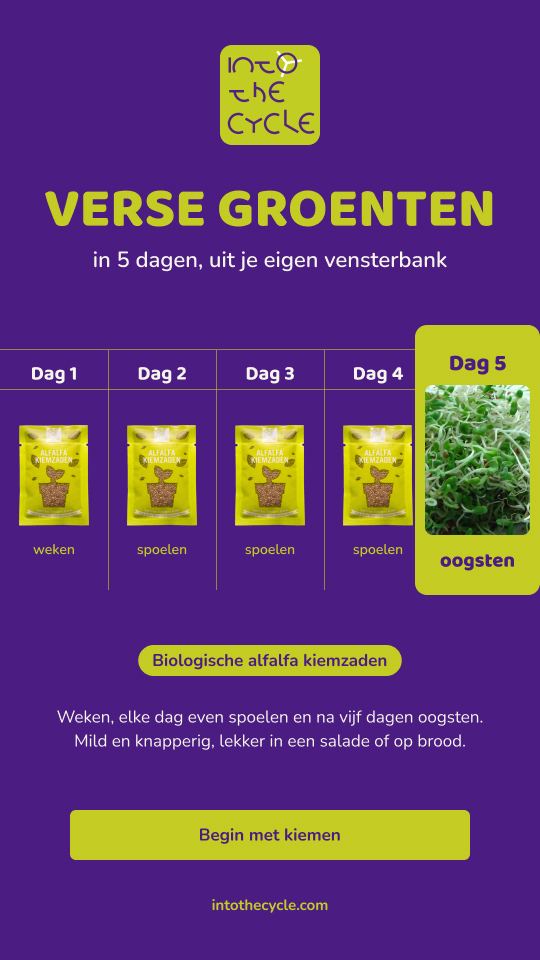 into
the
CYCLE
VERSE GROENTEN
in 5 dagen, uit je eigen vensterbank
Dag 1
Dag 2
Dag 3
Dag 4
Dag 5
ALFALFA
KIEMZADEN
ALFALFA
KIEMZADEN
ALFALFA
KIEMZADEN
ALFALFA
KIEMZADEN
weken
spoelen
spoelen
spoelen
oogsten
Biologische alfalfa kiemzaden
Weken, elke dag even spoelen en na vijf dagen oogsten.
Mild en knapperig, lekker in een salade of op brood.
Begin met kiemen
intothecycle.com